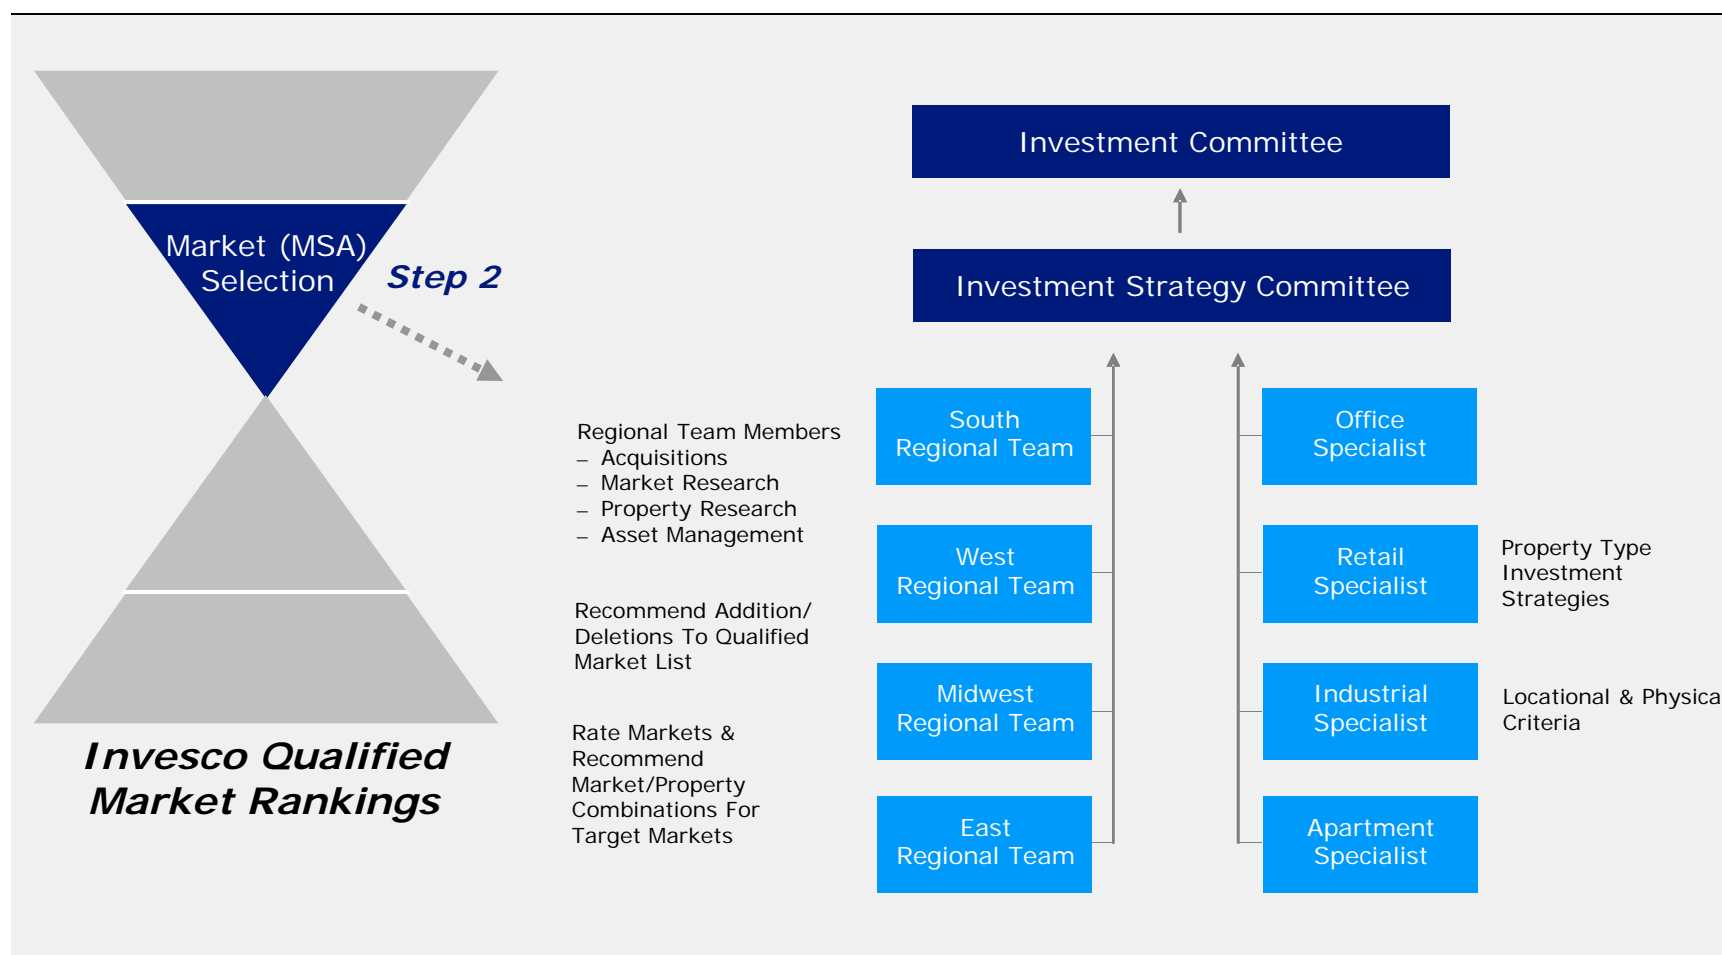 Market (MSA)
Selection
Step 2
Invesco Qualified
Market Rankings
Investment Committee
Investment Strategy Committee
Regional Team Members
– Acquisitions
– Market Research
– Property Research
– Asset Management
Recommend Addition/
Deletions To Qualified
Market List
Rate Markets &
Recommend
Market/Property
Combinations For
Target Markets
South
Regional Team
West
Regional Team
Midwest
Regional Team
East
Regional Team
Office
Specialist
Retail
Specialist
Industrial
Specialist
Apartment
Specialist
Property Type
Investment
Strategies
Locational & Physica
Criteria